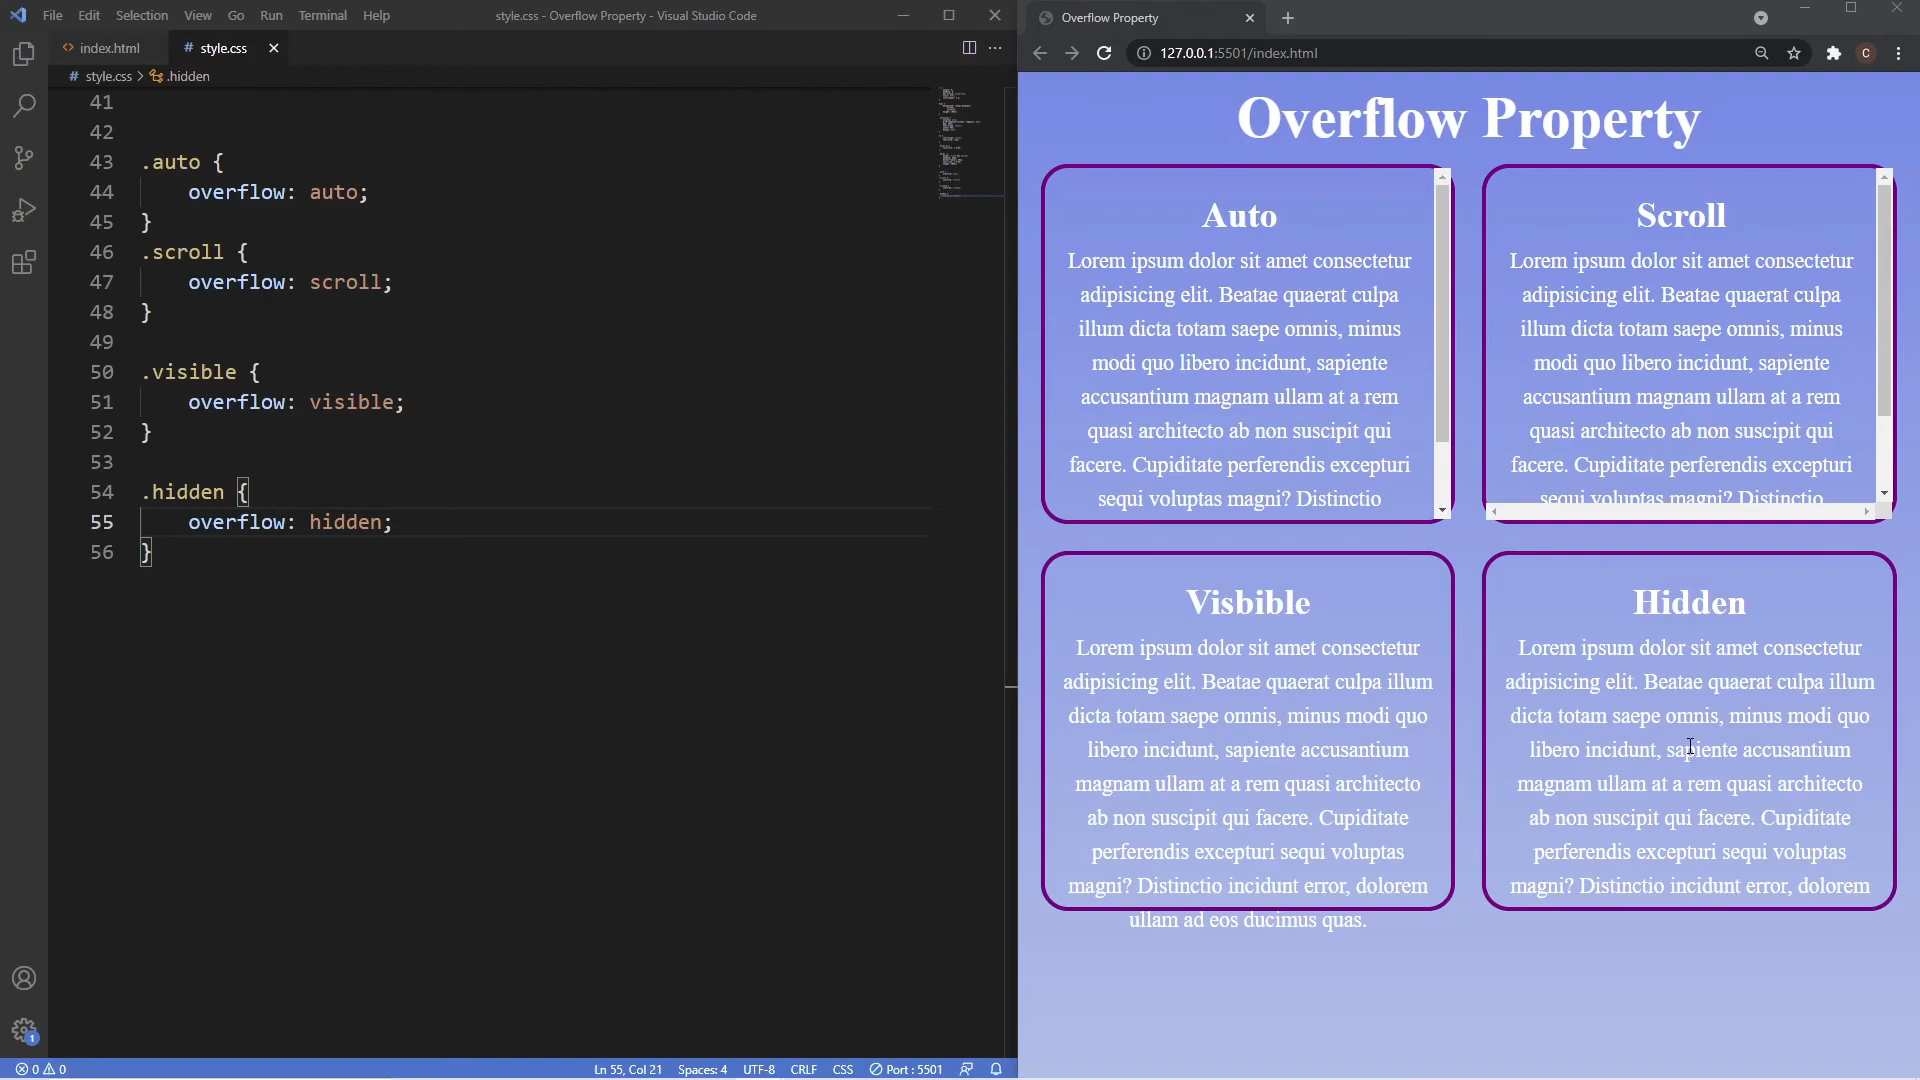 File Edit Selection View Go Run Terminal Help
style.css - Overflow Property - Visual Studio Code
index.html
# style.css
# style.css > .hidden
41
42
43 .auto {
44 overflow: auto;
45 }
46 .scroll {
47 overflow: scroll;
48 }
49
50 .visible {
51 overflow: visible;
52 }
53
54 .hidden {
55 overflow: hidden;
56 }
1
0 0
Ln 55, Col 21 Spaces: 4 UTF-8 CRLF CSS Port : 5501
Overflow Property
127.0.0.1:5501/index.html
C
Overflow Property
Auto
Lorem ipsum dolor sit amet consectetur
adipisicing elit. Beatae quaerat culpa
illum dicta totam saepe omnis, minus
modi quo libero incidunt, sapiente
accusantium magnam ullam at a rem
quasi architecto ab non suscipit qui
facere. Cupiditate perferendis excepturi
sequi voluptas magni? Distinctio
Scroll
Lorem ipsum dolor sit amet consectetur
adipisicing elit. Beatae quaerat culpa
illum dicta totam saepe omnis, minus
modi quo libero incidunt, sapiente
accusantium magnam ullam at a rem
quasi architecto ab non suscipit qui
facere. Cupiditate perferendis excepturi
sequi voluptas magni? Distinctio
Visbible
Lorem ipsum dolor sit amet consectetur
adipisicing elit. Beatae quaerat culpa illum
dicta totam saepe omnis, minus modi quo
libero incidunt, sapiente accusantium
magnam ullam at a rem quasi architecto
ab non suscipit qui facere. Cupiditate
perferendis excepturi sequi voluptas
magni? Distinctio incidunt error, dolorem
ullam ad eos ducimus quas.
Hidden
Lorem ipsum dolor sit amet consectetur
adipisicing elit. Beatae quaerat culpa illum
dicta totam saepe omnis, minus modi quo
libero incidunt, sapiente accusantium
magnam ullam at a rem quasi architecto
ab non suscipit qui facere. Cupiditate
perferendis excepturi sequi voluptas
magni? Distinctio incidunt error, dolorem